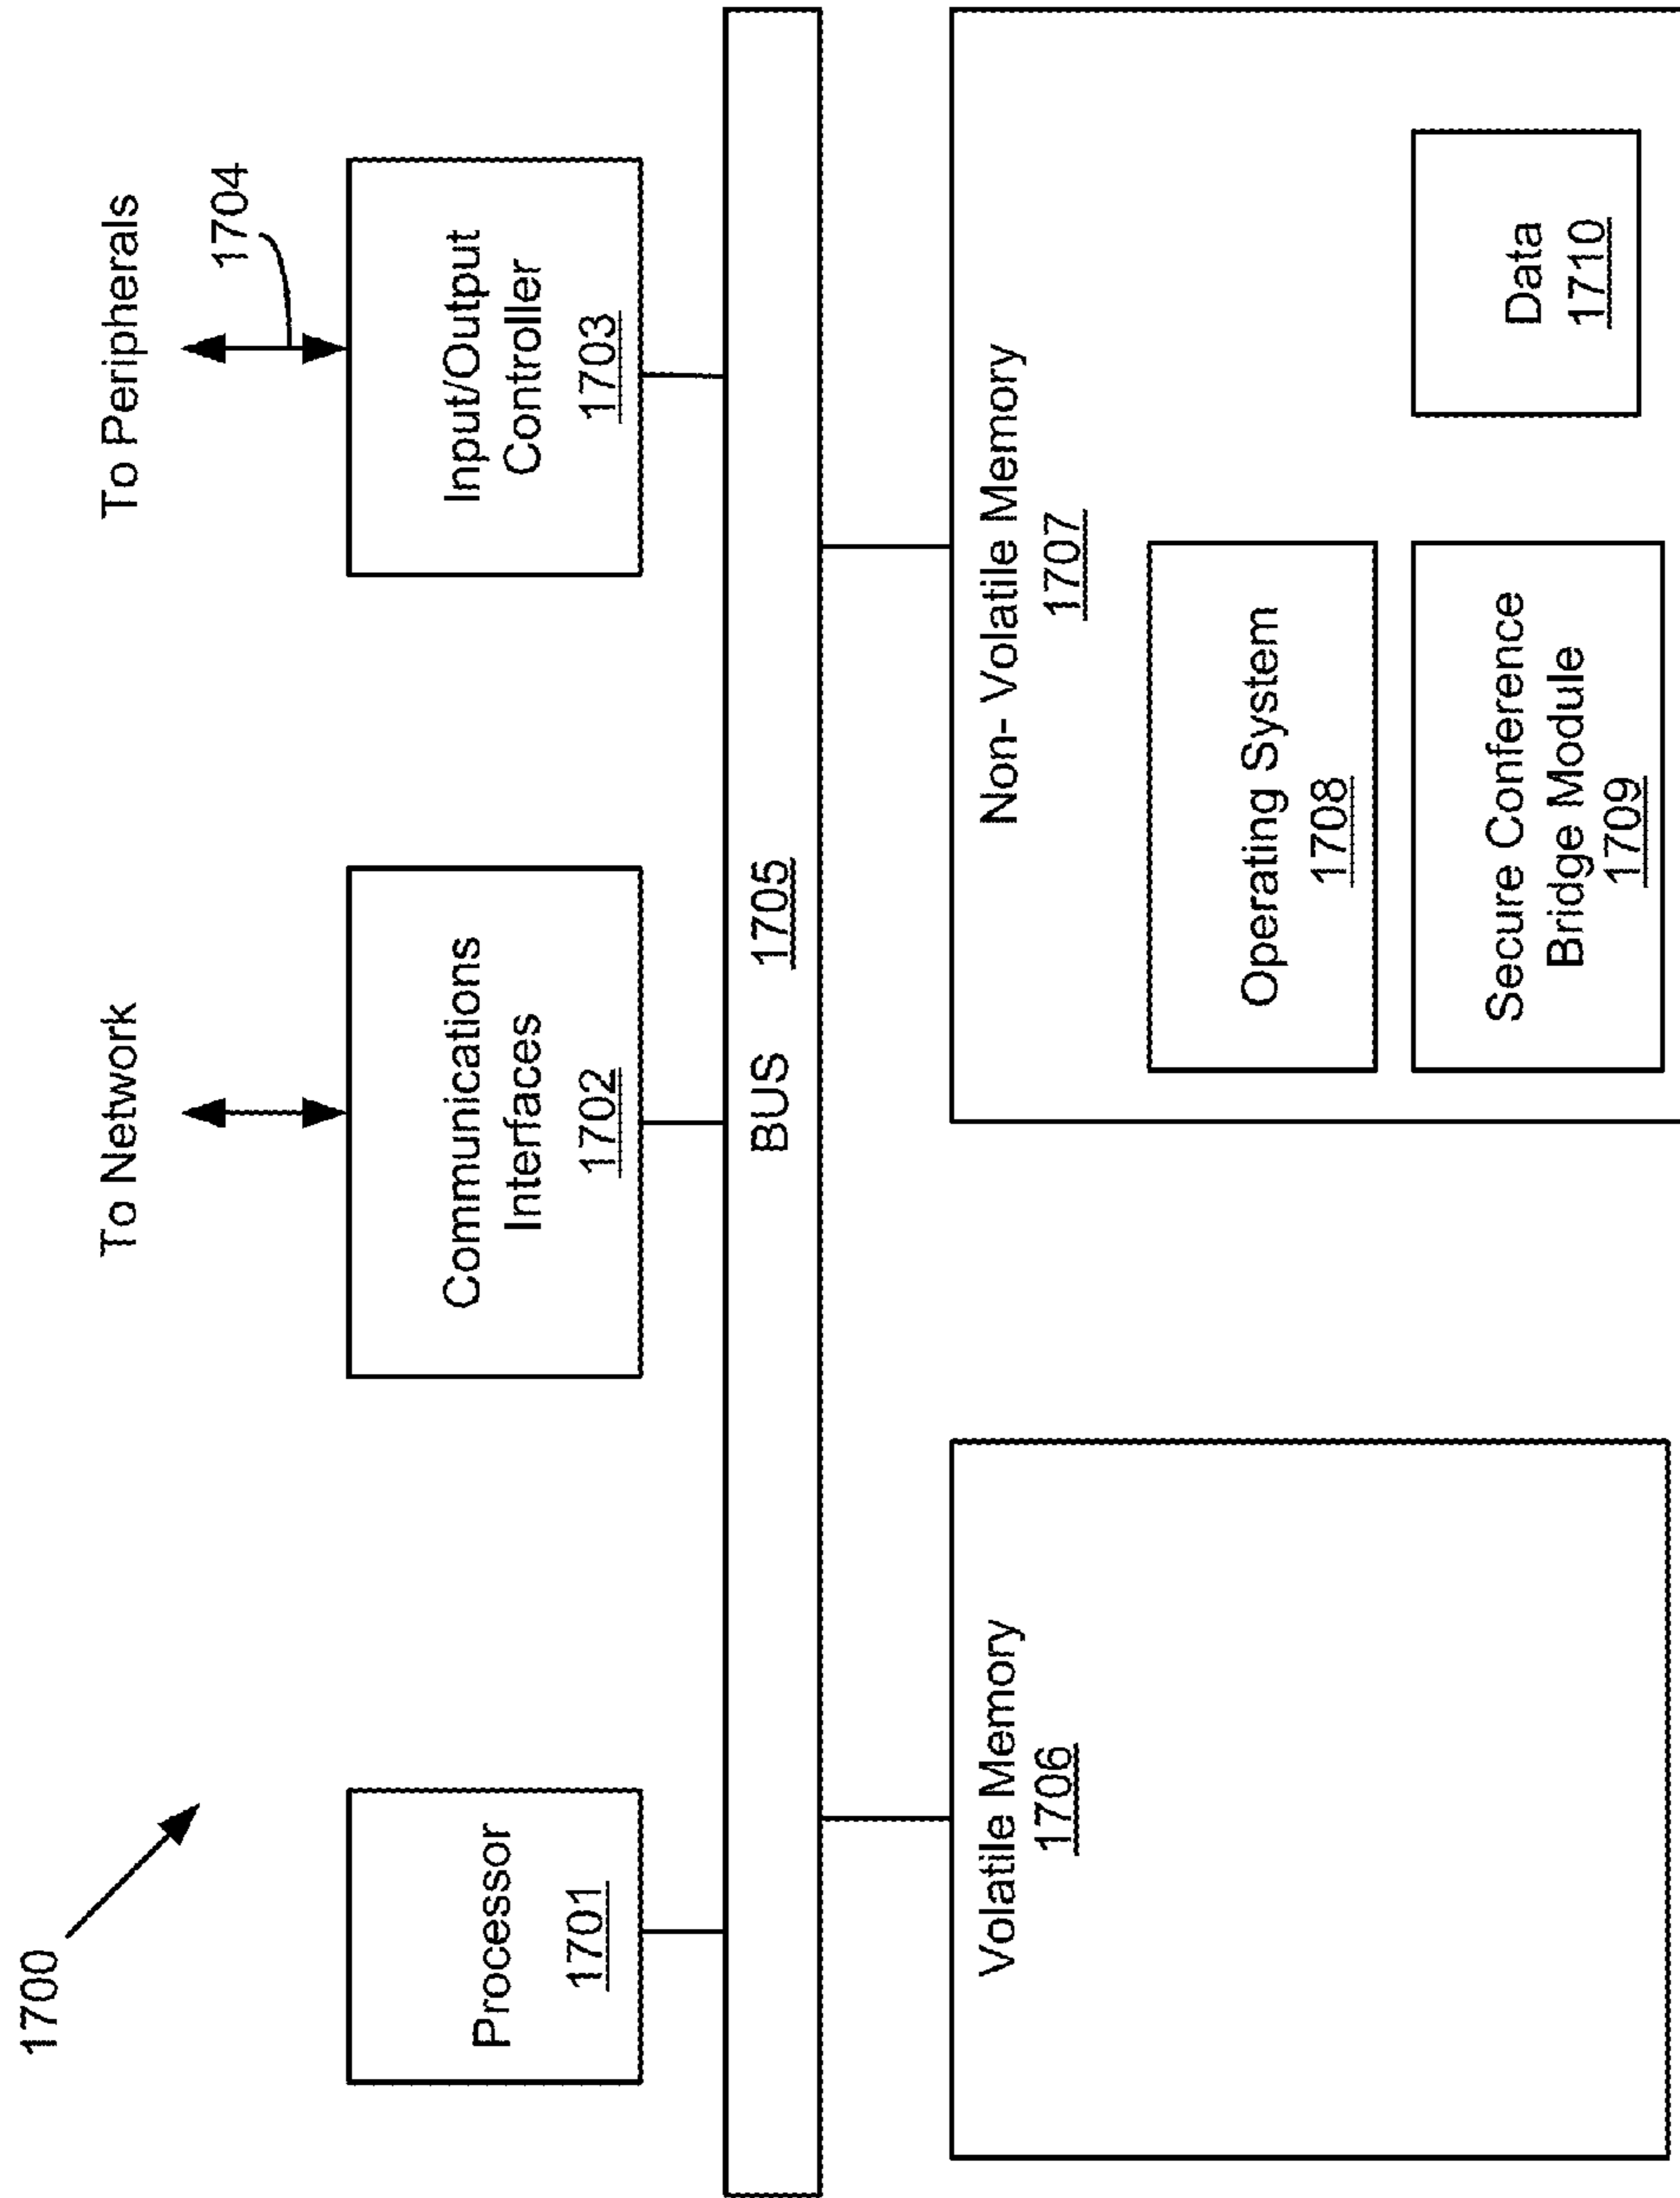 1700
To Network
To Peripherals
1704
Processor
1701
Communications
Interfaces
1702
Input/Output
Controller
1703
BUS 1705
Volatile Memory
1706
Non-Volatile Memory
1707
Operating System
1708
Secure Conference
Bridge Module
1709
Data
1710